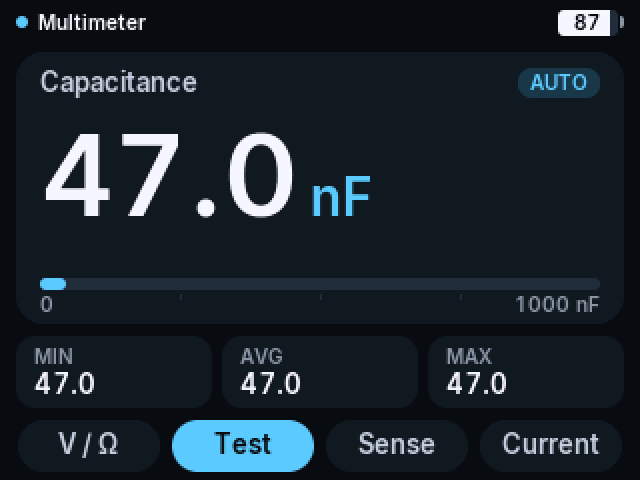 Multimeter 87
Capacitance AUTO
47.0 nF
0 1000 nF
MIN AVG MAX
47.0 47.0 47.0
V / Ω Test Sense Current